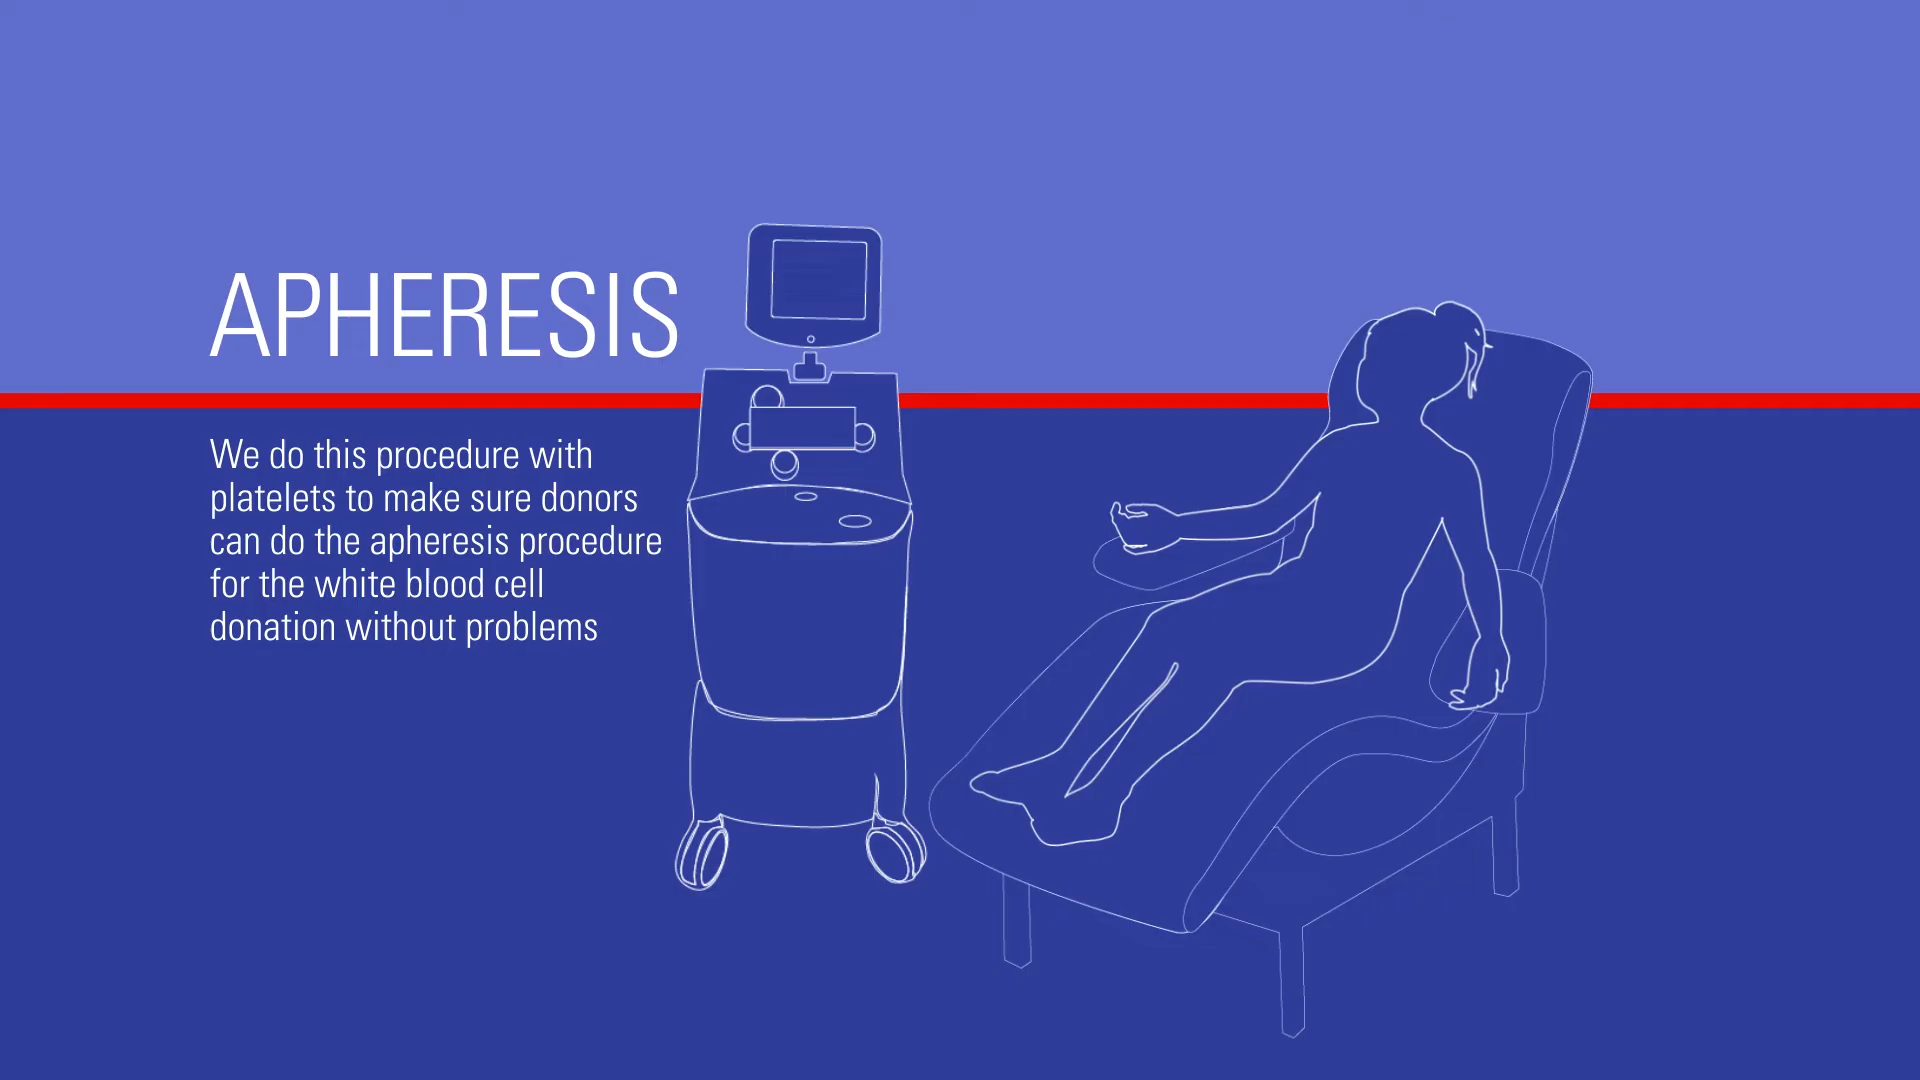 APHERESIS
We do this procedure with
platelets to make sure donors
can do the apheresis procedure
for the white blood cell
donation without problems